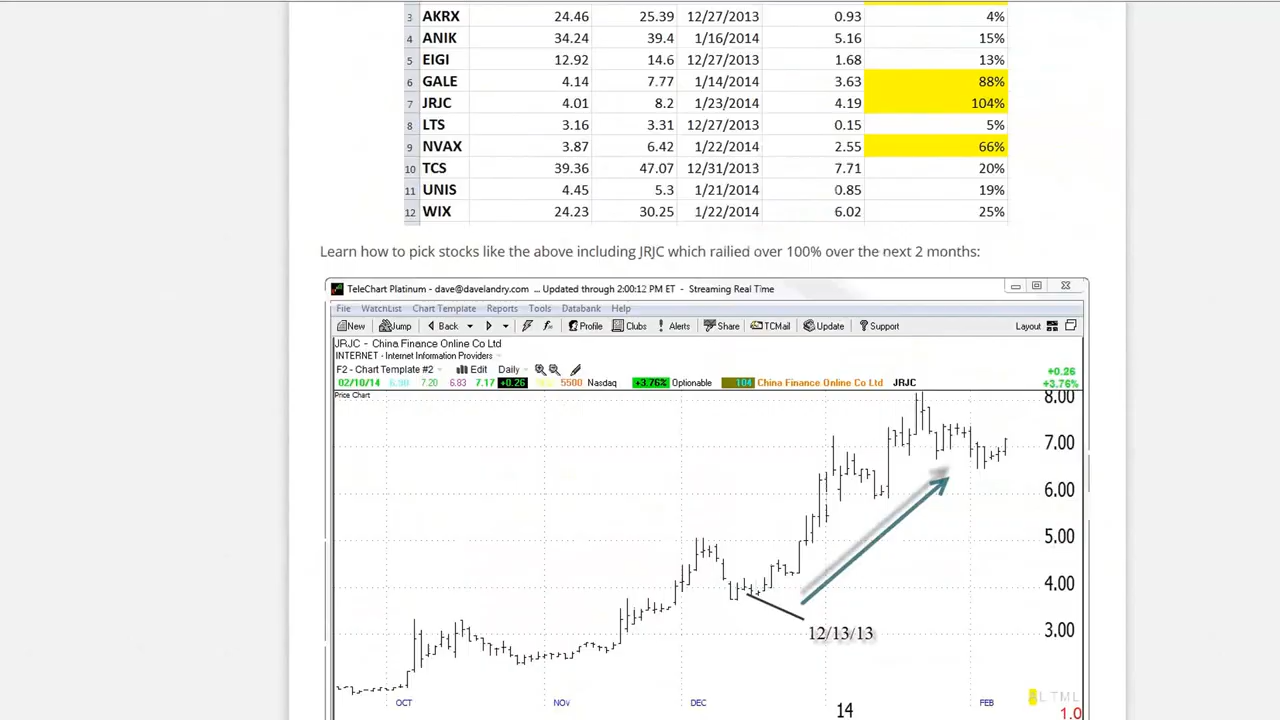 3 AKRX 24.46 25.39 12/27/2013 0.93 4%
4 ANIK 34.24 39.4 1/16/2014 5.16 15%
5 EIGI 12.92 14.6 12/27/2013 1.68 13%
6 GALE 4.14 7.77 1/14/2014 3.63 88%
7 JRJC 4.01 8.2 1/23/2014 4.19 104%
8 LTS 3.16 3.31 12/27/2013 0.15 5%
9 NVAX 3.87 6.42 1/22/2014 2.55 66%
10 TCS 39.36 47.07 12/31/2013 7.71 20%
11 UNIS 4.45 5.3 1/21/2014 0.85 19%
12 WIX 24.23 30.25 1/22/2014 6.02 25%
Learn how to pick stocks like the above including JRJC which railied over 100% over the next 2 months:
TeleChart Platinum - dave@davelandry.com ... Updated through 2:00:12 PM ET - Streaming Real Time
File WatchList Chart Template Reports Tools Databank Help
New Jump Back Profile Clubs Alerts Share TCMail Update Support Layout
JRJC - China Finance Online Co Ltd
INTERNET - Internet Information Providers
F2 - Chart Template #2 Edit Daily +0.26
02/10/14 7.20 6.83 7.17 +0.26 5500 Nasdaq +3.76% Optionable 104 China Finance Online Co Ltd JRJC +3.76%
Price Chart 8.00
7.00
6.00
5.00
4.00
12/13/13 3.00
OCT NOV DEC 14 FEB
1.0